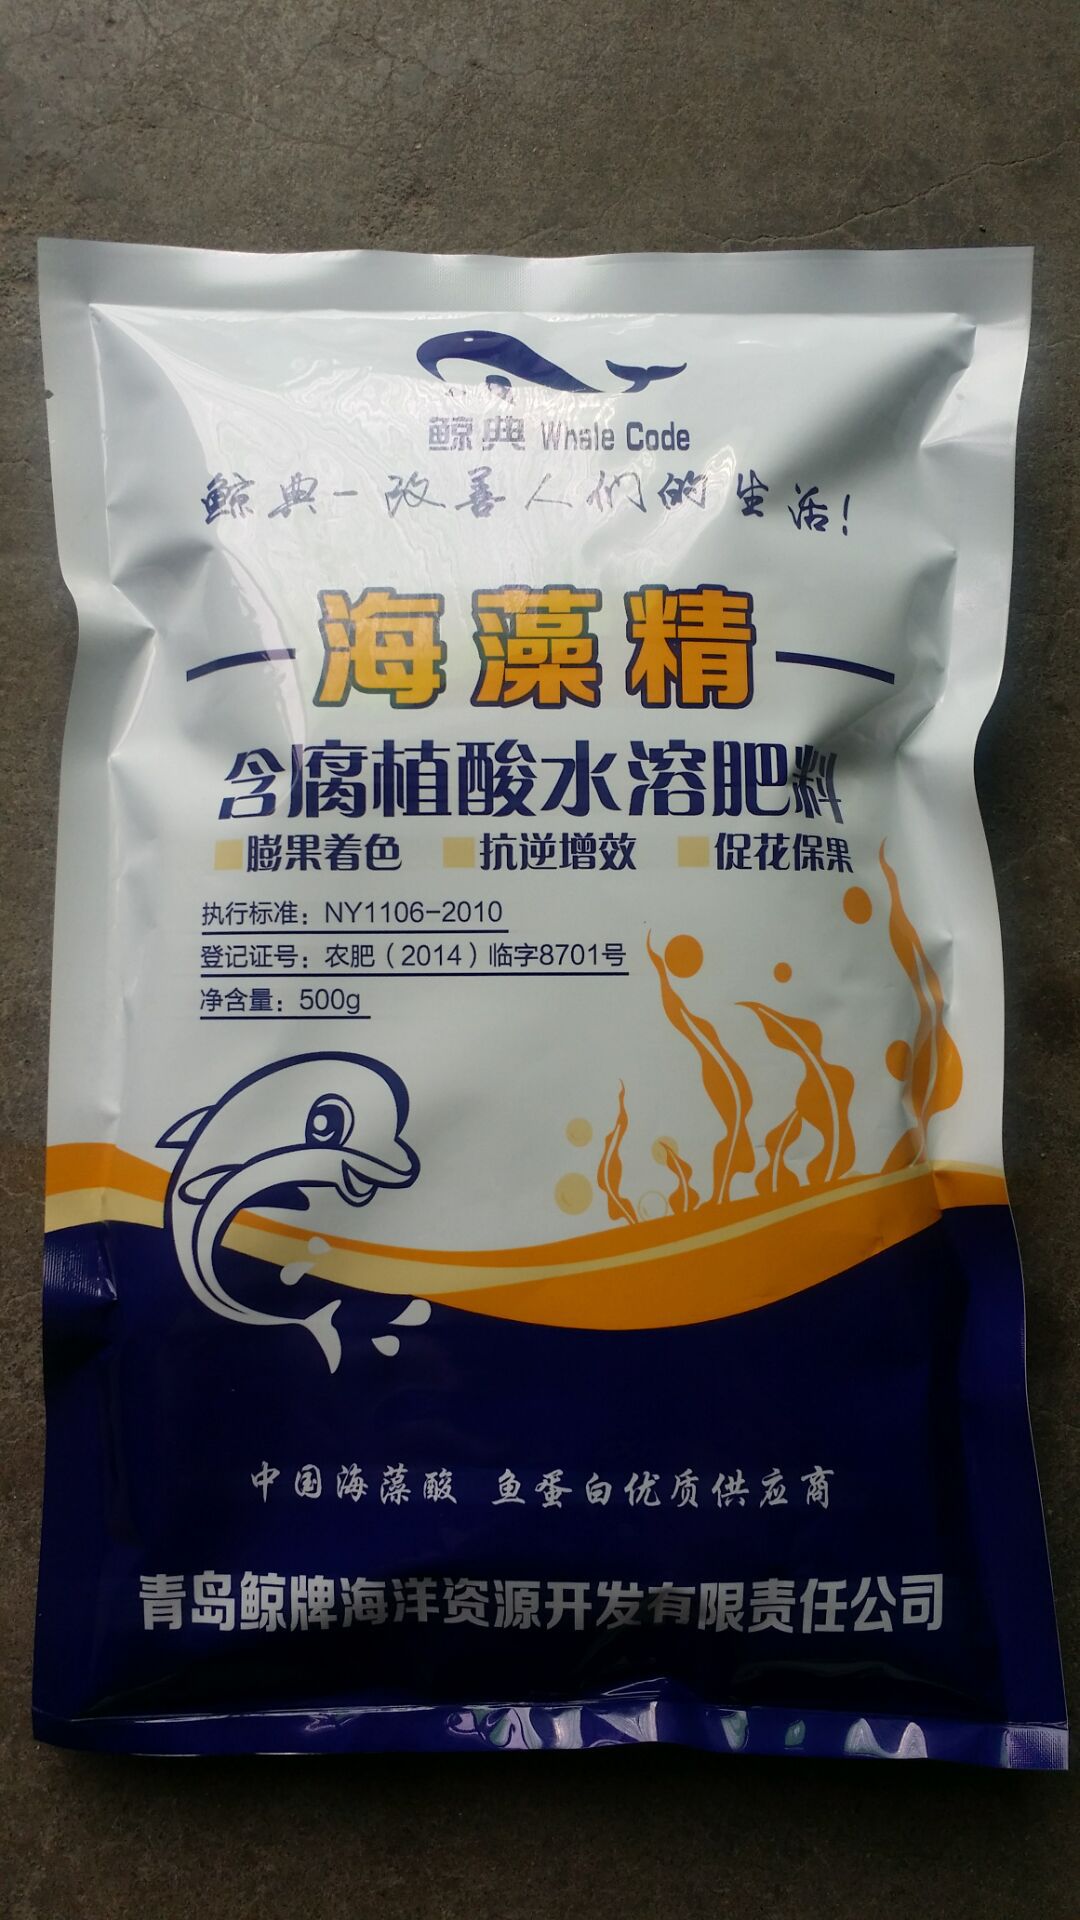 鲸典 Whale Code
鲸典-改善人们的生活!
海藻精
含腐植酸水溶肥料
膨果着色 抗逆增效 促花保果
执行标准：NY1106-2010
登记证号：农肥（2014）临字8701号
净含量：500g
中国海藻酸 鱼蛋白优质供应商
青岛鲸牌海洋资源开发有限责任公司